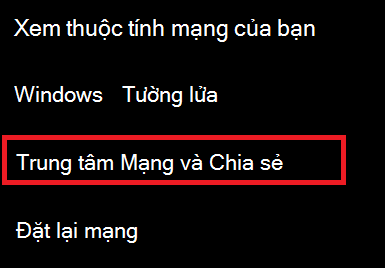 Xem thuộc tính mạng của bạn
Windows Tường lửa
Trung tâm Mạng và Chia sẻ
Đặt lại mạng